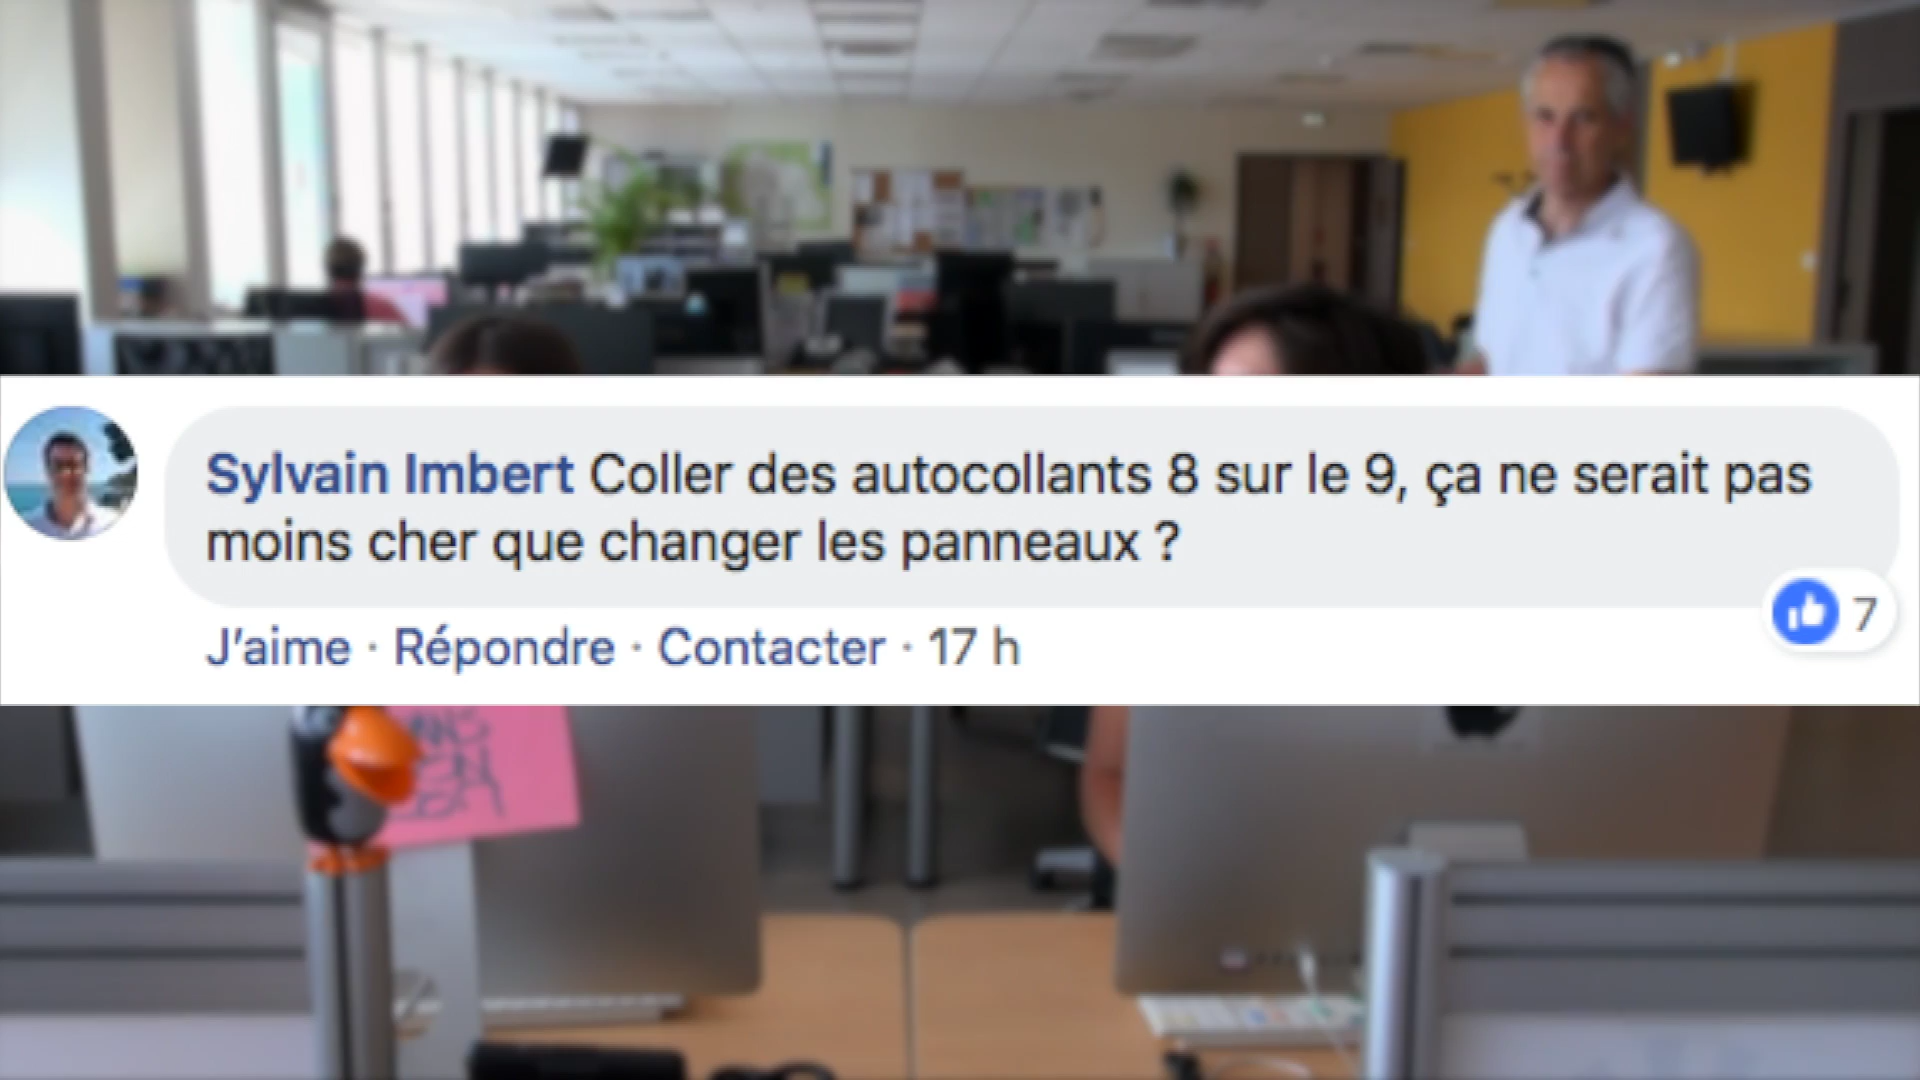 Sylvain Imbert Coller des autocollants 8 sur le 9, ça ne serait pas
moins cher que changer les panneaux ?
J'aime · Répondre · Contacter · 17 h
7